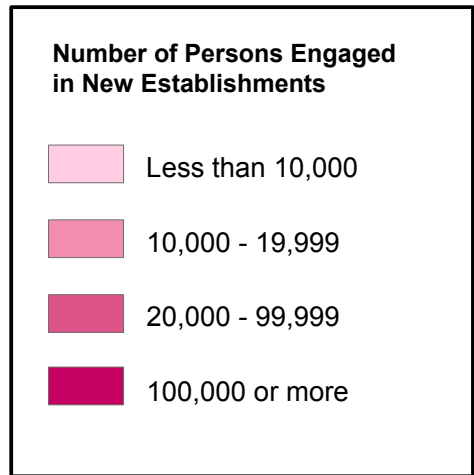 Number of Persons Engaged
in New Establishments
Less than 10,000
10,000 - 19,999
20,000 - 99,999
100,000 or more